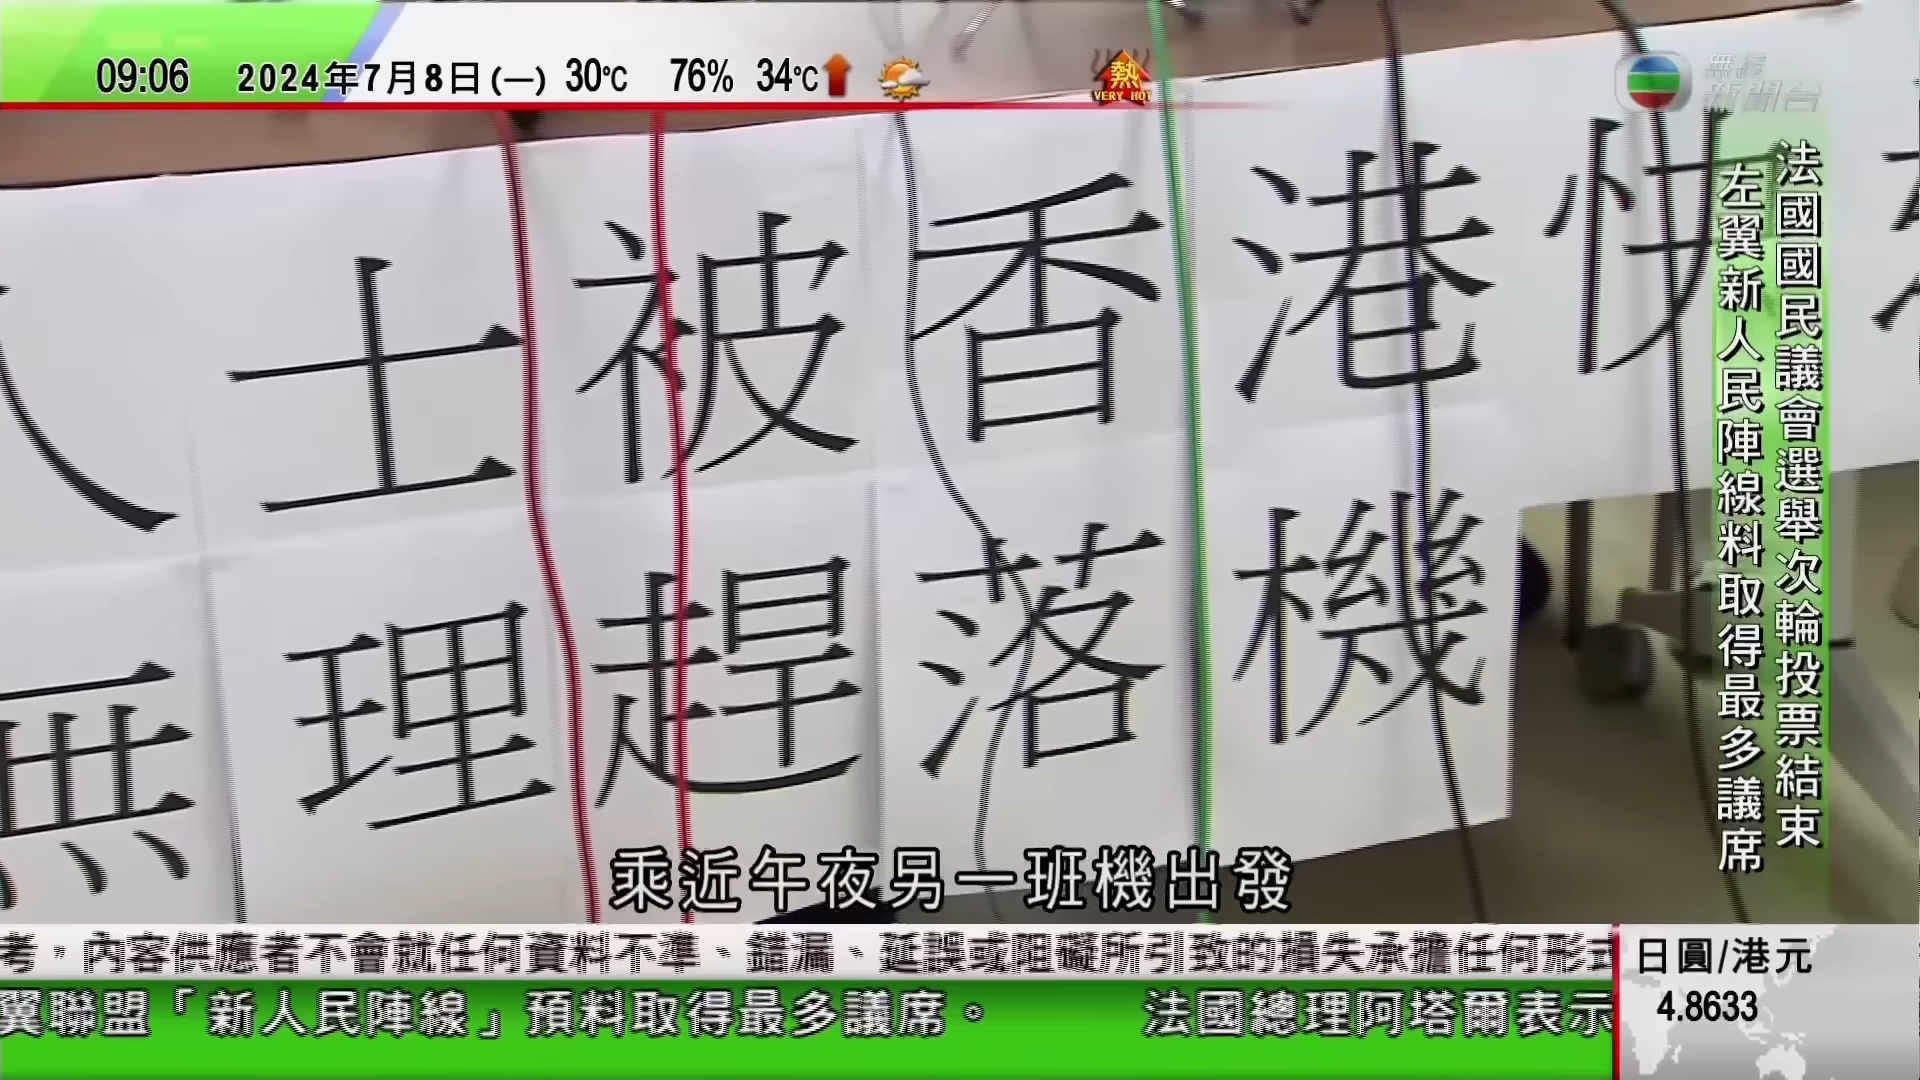 09:06 2024年7月8日(一) 30℃ 76% 34℃
熱
VERY HOT
無綫
新聞台
法國國民議會選舉次輪投票結束
左翼新人民陣線料取得最多議席
人士被香港快
無理趕落機
乘近午夜另一班機出發
考，內容供應者不會就任何資料不準、錯漏、延誤或阻礙所引致的損失承擔任何形式
翼聯盟「新人民陣線」預料取得最多議席。 法國總理阿塔爾表示
日圓/港元
4.8633